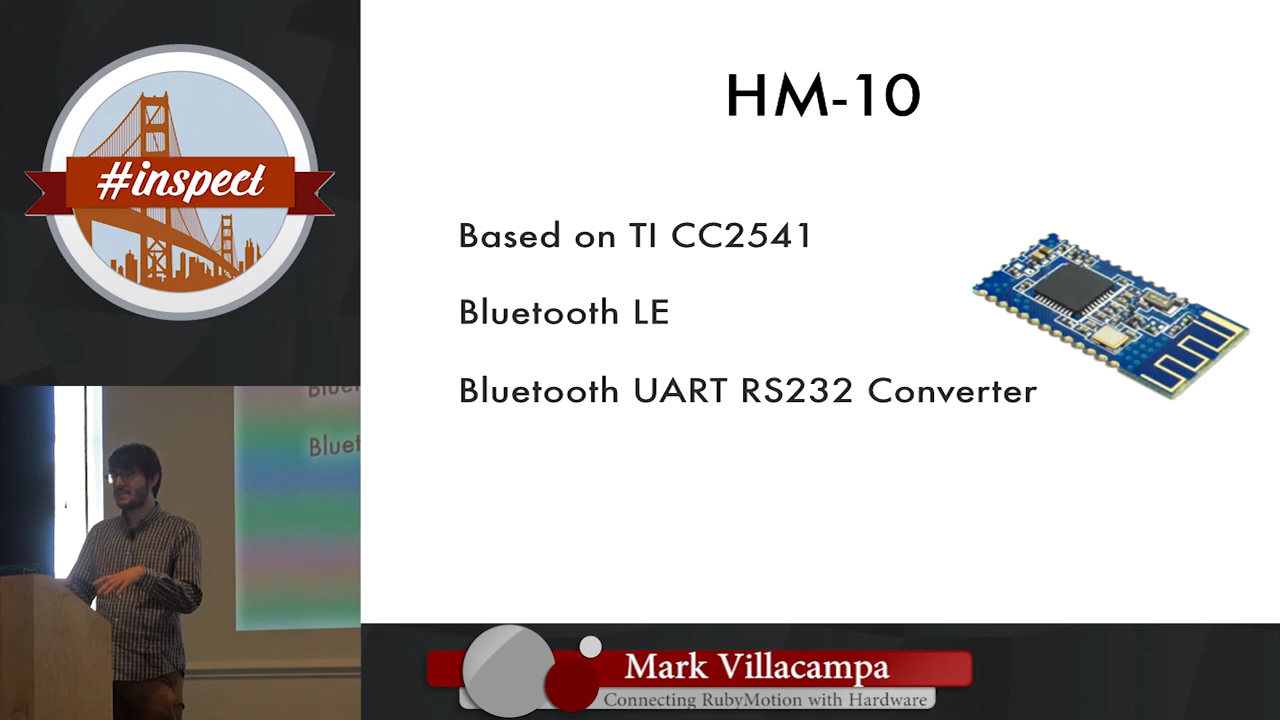 #inspect
HM-10
Based on TI CC2541
Bluetooth LE
Bluetooth UART RS232 Converter
Bluet
Mark Villacampa
Connecting RubyMotion with Hardware